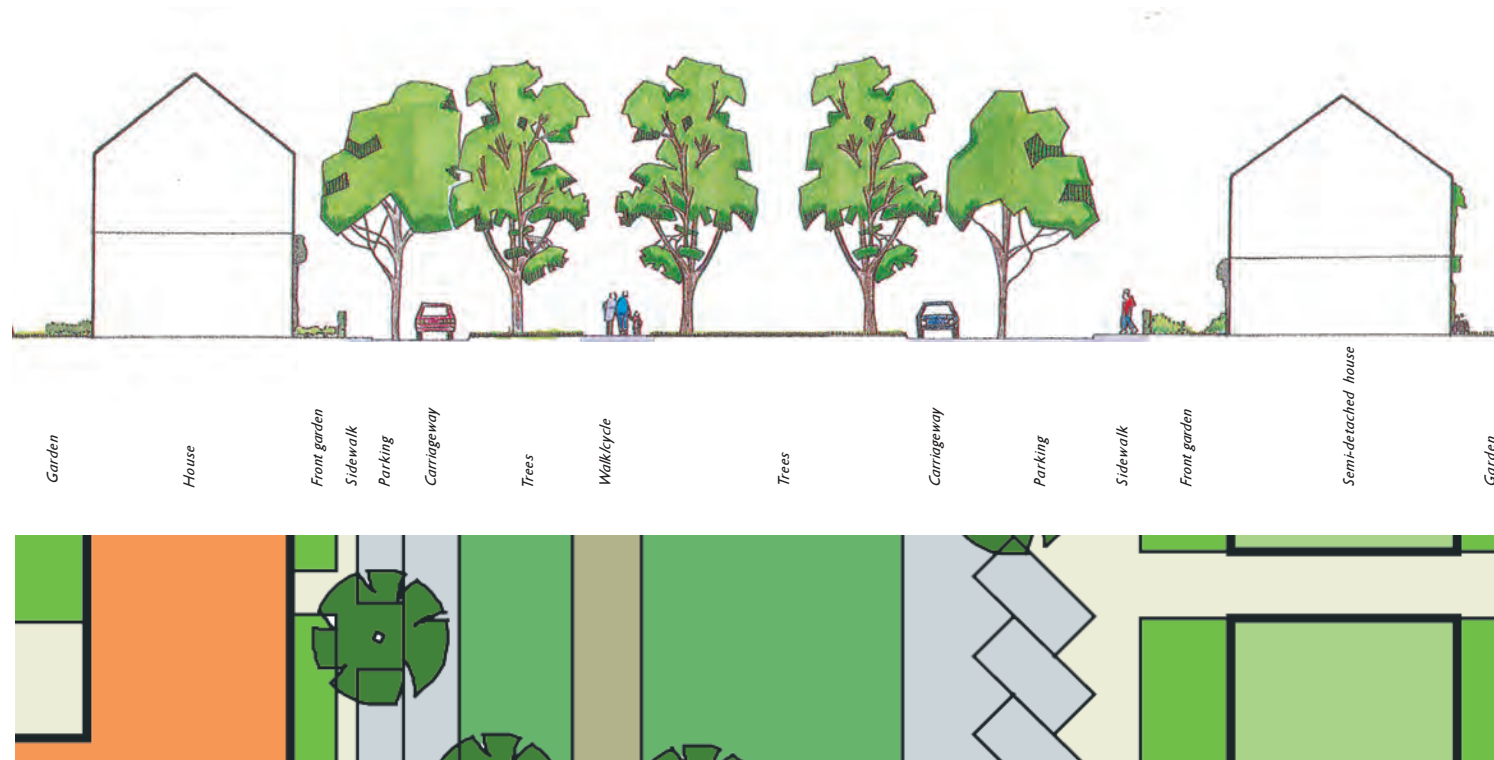 Garden
House
Front garden
Sidewalk
Parking
Carriageway
Trees
Walk/cycle
Trees
Carriageway
Parking
Sidewalk
Front garden
Semi-detached house
Garden